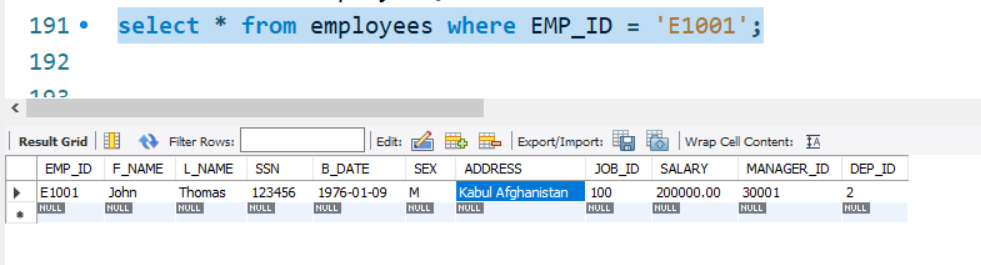 191 select * from employees where EMP_ID = 'E1001';
192
Result Grid Filter Rows: Edit: Export/Import: Wrap Cell Content: IA
EMP_ID F_NAME L_NAME SSN B_DATE SEX ADDRESS JOB_ID SALARY MANAGER_ID DEP_ID
E1001 John Thomas 123456 1976-01-09 M Kabul Afghanistan 100 200000.00 30001 2
NULL NULL NULL NULL NULL NULL NULL NULL NULL NULL NULL